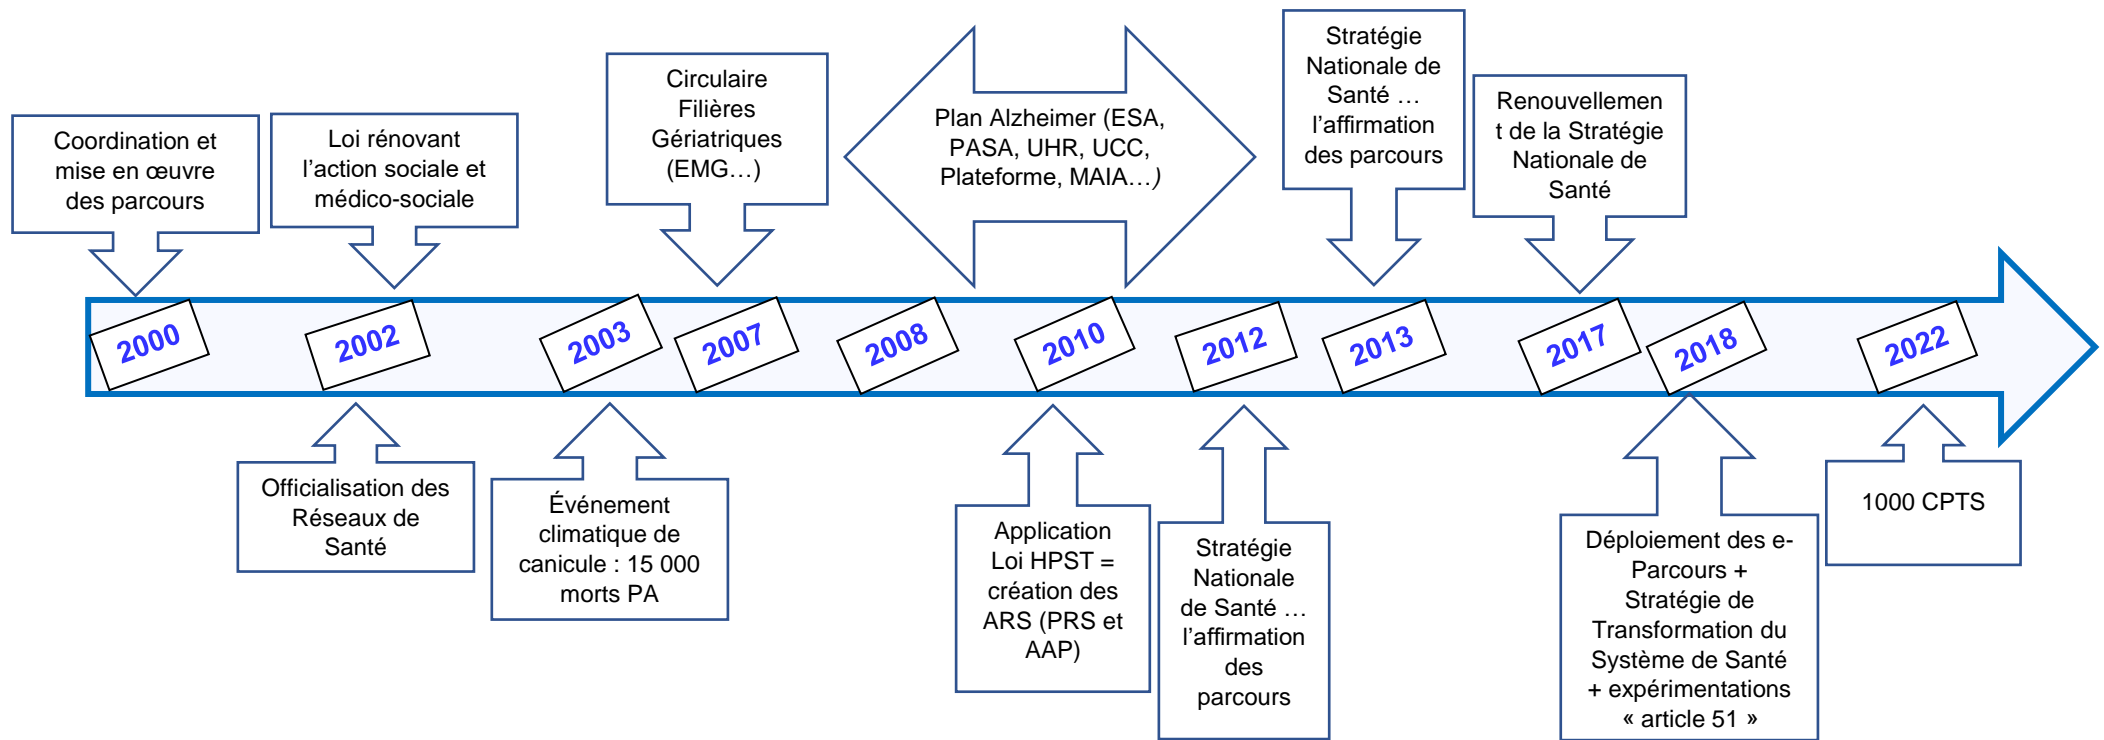 Coordination et
mise en œuvre
des parcours
Loi rénovant
l’action sociale et
médico-sociale
Circulaire
Filières
Gériatriques
(EMG…)
Plan Alzheimer (ESA,
PASA, UHR, UCC,
Plateforme, MAIA…)
Stratégie
Nationale de
Santé …
l’affirmation
des parcours
Renouvellemen
t de la Stratégie
Nationale de
Santé
2000
2002
2003
2007
2008
2010
2012
2013
2017
2018
2022
Officialisation des
Réseaux de
Santé
Événement
climatique de
canicule : 15 000
morts PA
Application
Loi HPST =
création des
ARS (PRS et
AAP)
Stratégie
Nationale
de Santé …
l’affirmation
des
parcours
Déploiement des e-
Parcours +
Stratégie de
Transformation du
Système de Santé
+ expérimentations
« article 51 »
1000 CPTS